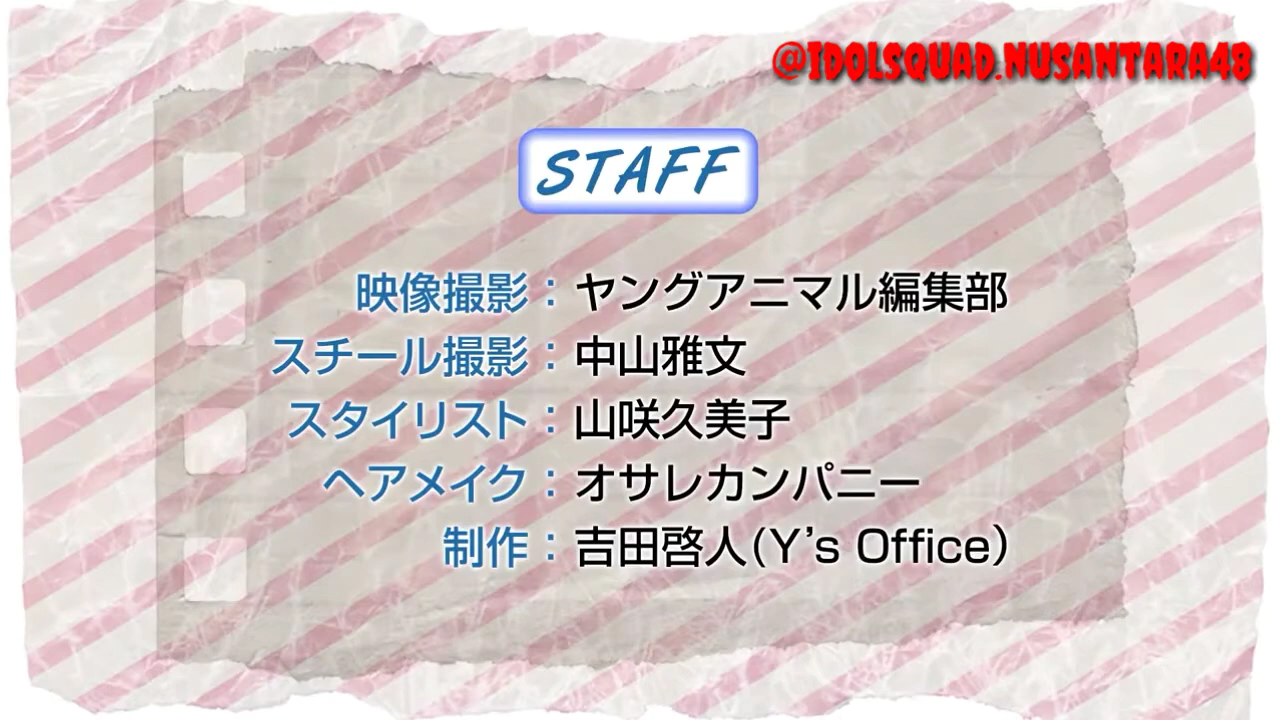 @IDOLSQUAD.NUSANTARA48
STAFF
映像撮影：ヤングアニマル編集部
スチール撮影：中山雅文
スタイリスト：山咲久美子
ヘアメイク：オサレカンパニー
制作：吉田啓人(Y's Office)